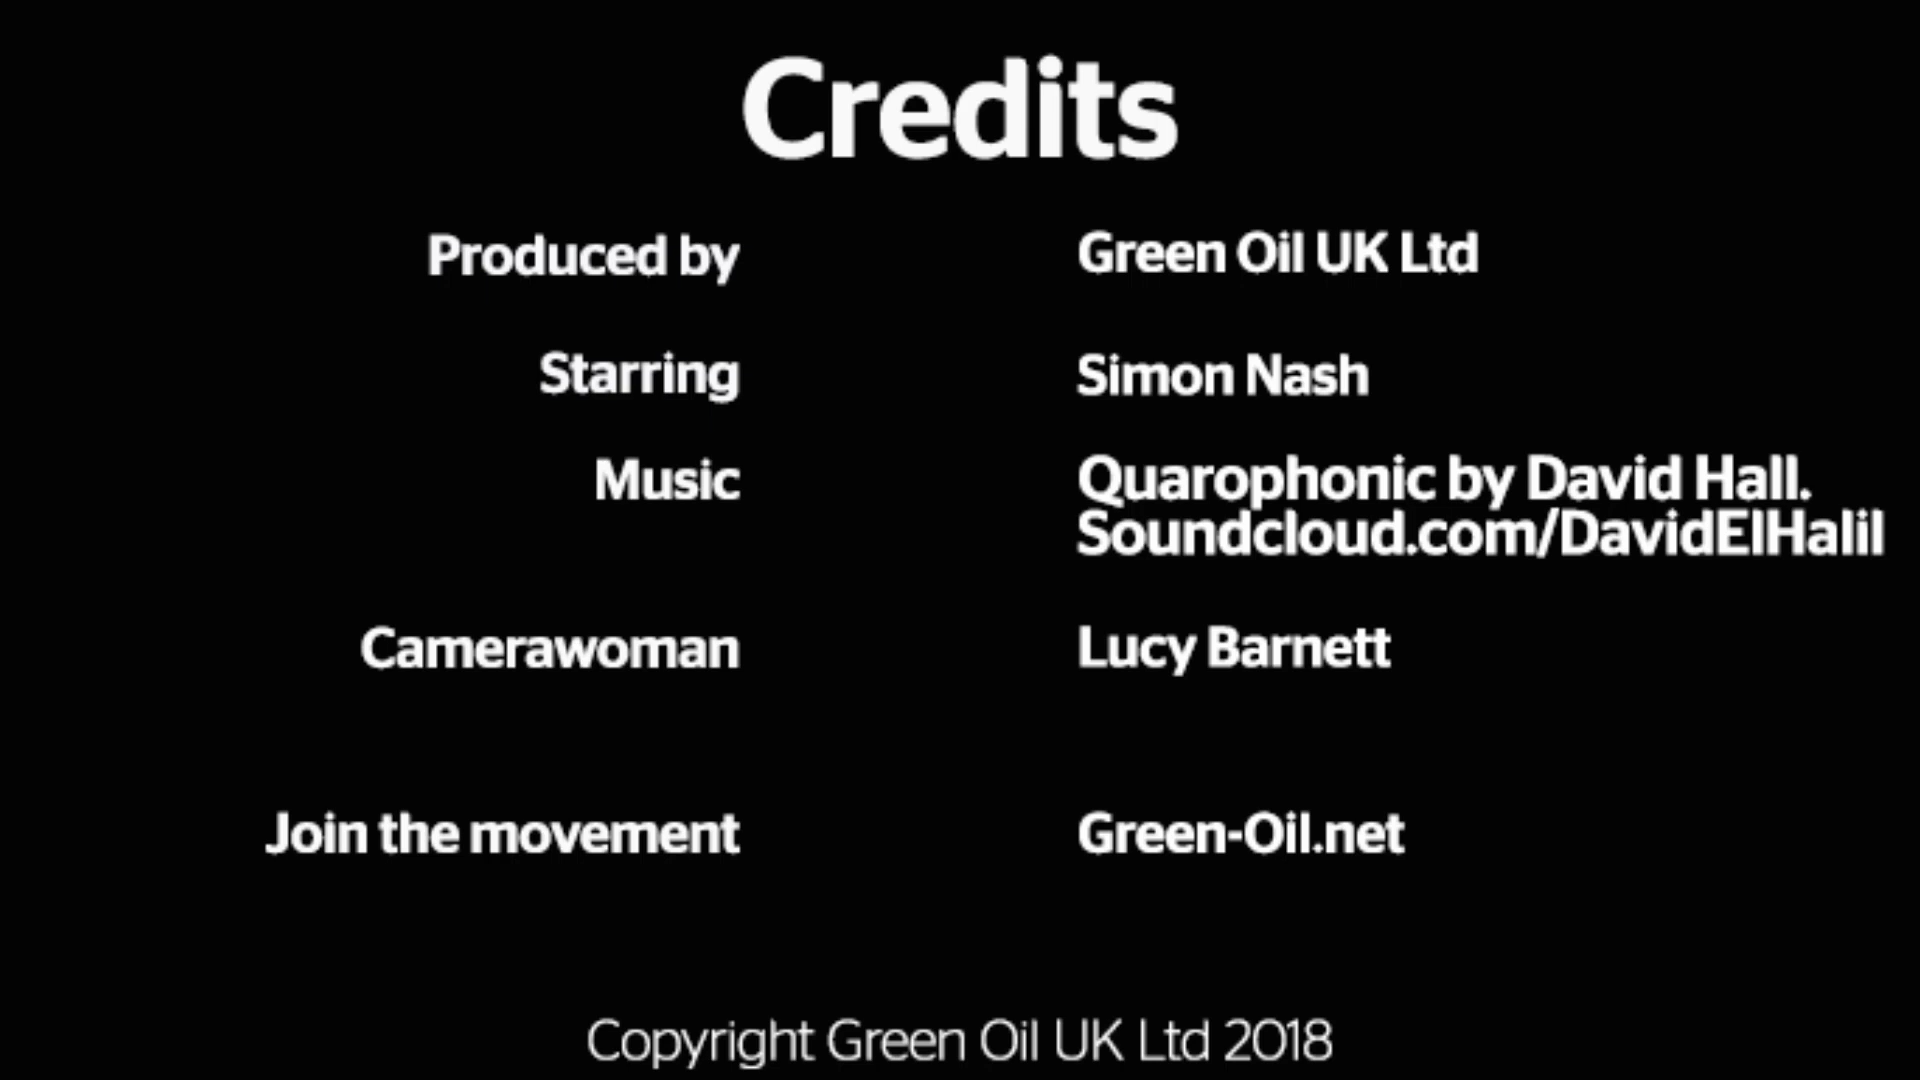 Credits
Produced by Green Oil UK Ltd
Starring Simon Nash
Music Quarophonic by David Hall.
Soundcloud.com/DavidElHalil
Camerawoman Lucy Barnett
Join the movement Green-Oil.net
Copyright Green Oil UK Ltd 2018